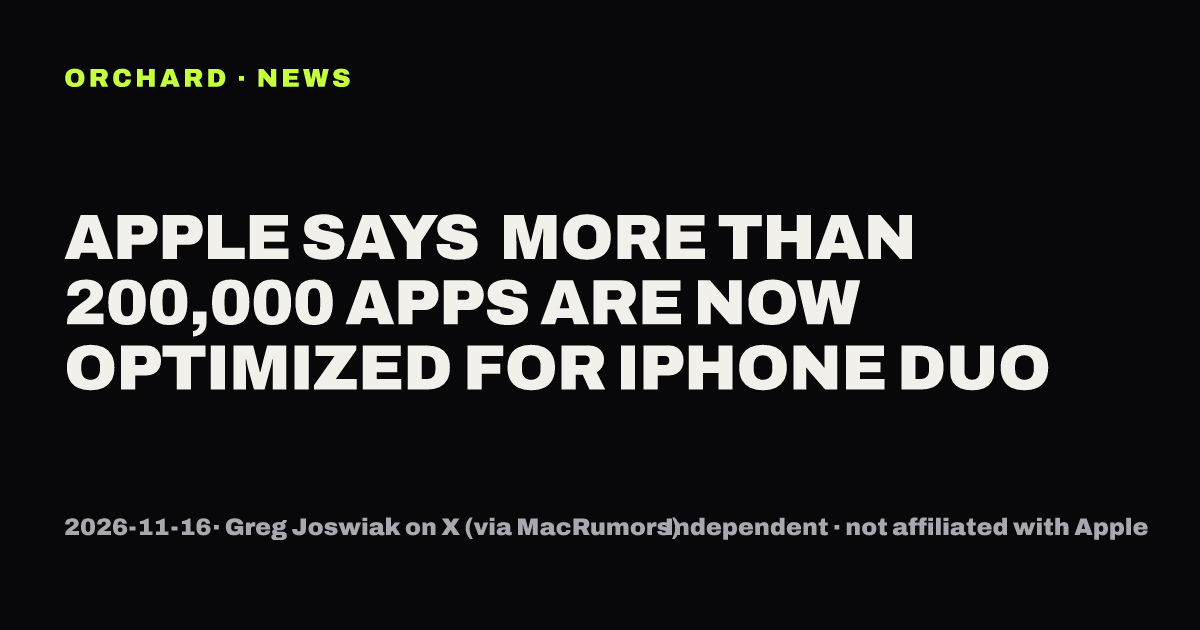 ORCHARD · NEWS
APPLE SAYS MORE THAN
200,000 APPS ARE NOW
OPTIMIZED FOR IPHONE DUO
2026-11-16· Greg Joswiak on X (via MacRumors)
Independent · not affiliated with Apple